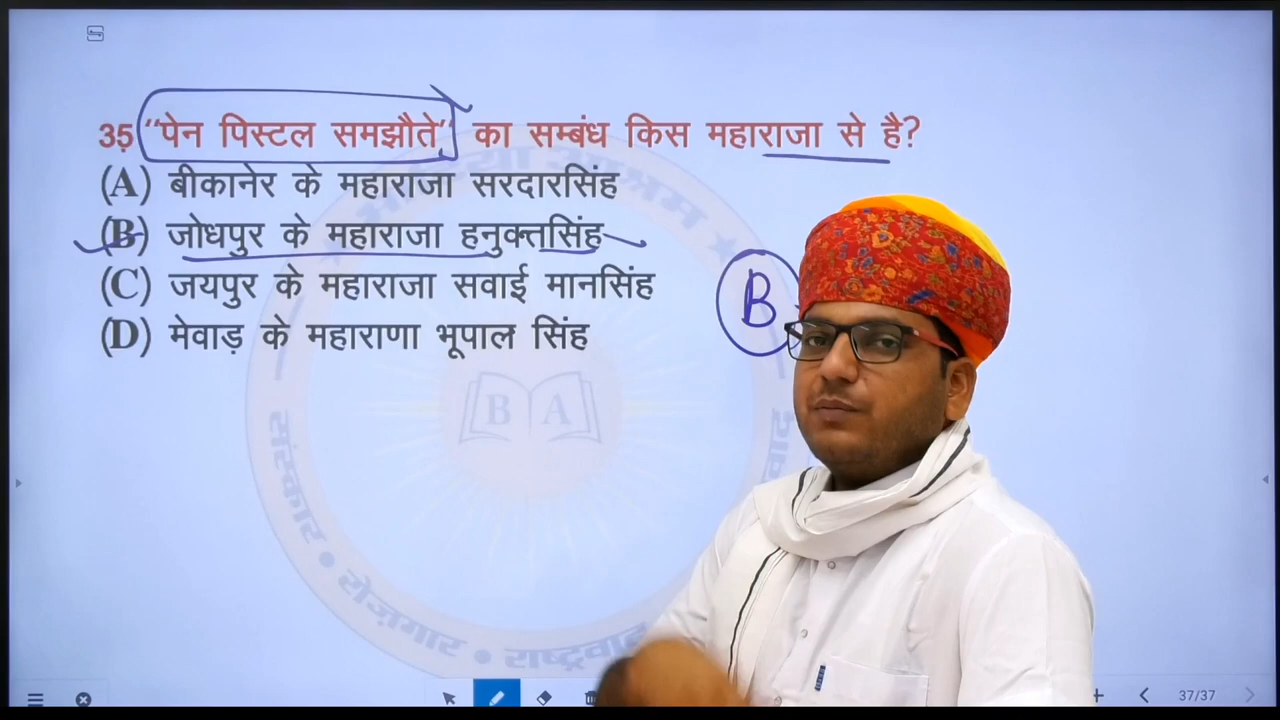 35़ “पेन पिस्टल समझौते” का सम्बंध किस महाराजा से है?
(A) बीकानेर के महाराजा सरदारसिंह
(B) जोधपुर के महाराजा हनुक्तसिंह
(C) जयपुर के महाराजा सवाई मानसिंह
B
(D) मेवाड़ के महाराणा भूपाल सिंह
B A
संस्कार • रोज़गार • राष्ट्रवाद
37/37